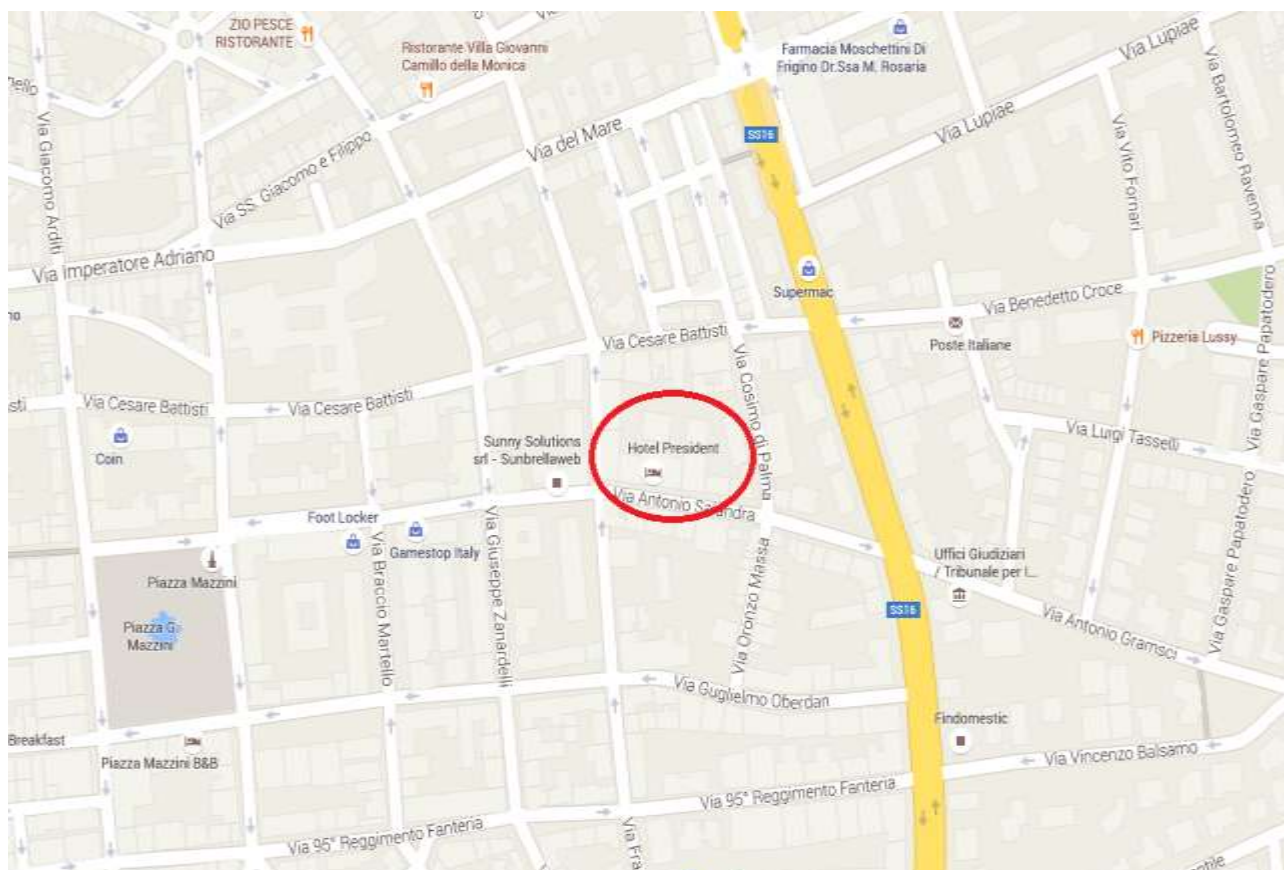 ZIO PESCE
RISTORANTE
Ristorante Villa Giovanni
Camillo della Monica
Farmacia Moschettini Di
Frigino Dr.Ssa M. Rosaria
Via Lupiae
Via Bartolomeo Ravenna
Via Giacomo Arditi
Via SS. Giacomo e Filippo
Via del Mare
SS16
Via Lupiae
Via Vito Fornari
Via Imperatore Adriano
Supermac
Via Benedetto Croce
Poste Italiane
Pizzeria Lussy
Via Cesare Battisti
Via Cosimo di Palma
Via Gaspare Papatodero
Via Cesare Battisti
Via Cesare Battisti
Coin
Sunny Solutions
srl - Sunbrellaweb
Hotel President
Via Luigi Tasselli
Via Antonio Salandra
Foot Locker
Gamestop Italy
Piazza Mazzini
Via Braccio Martello
Via Giuseppe Zanardelli
Via Oronzo Massa
Uffici Giudiziari
/ Tribunale per I...
SS16
Via Antonio Gramsci
Via Gaspare Papatodero
Piazza G.
Mazzini
Via Guglielmo Oberdan
Findomestic
Breakfast
Piazza Mazzini B&B
Via Vincenzo Balsamo
Via 95° Reggimento Fanteria
Via 95° Reggimento Fanteria
Via Fra